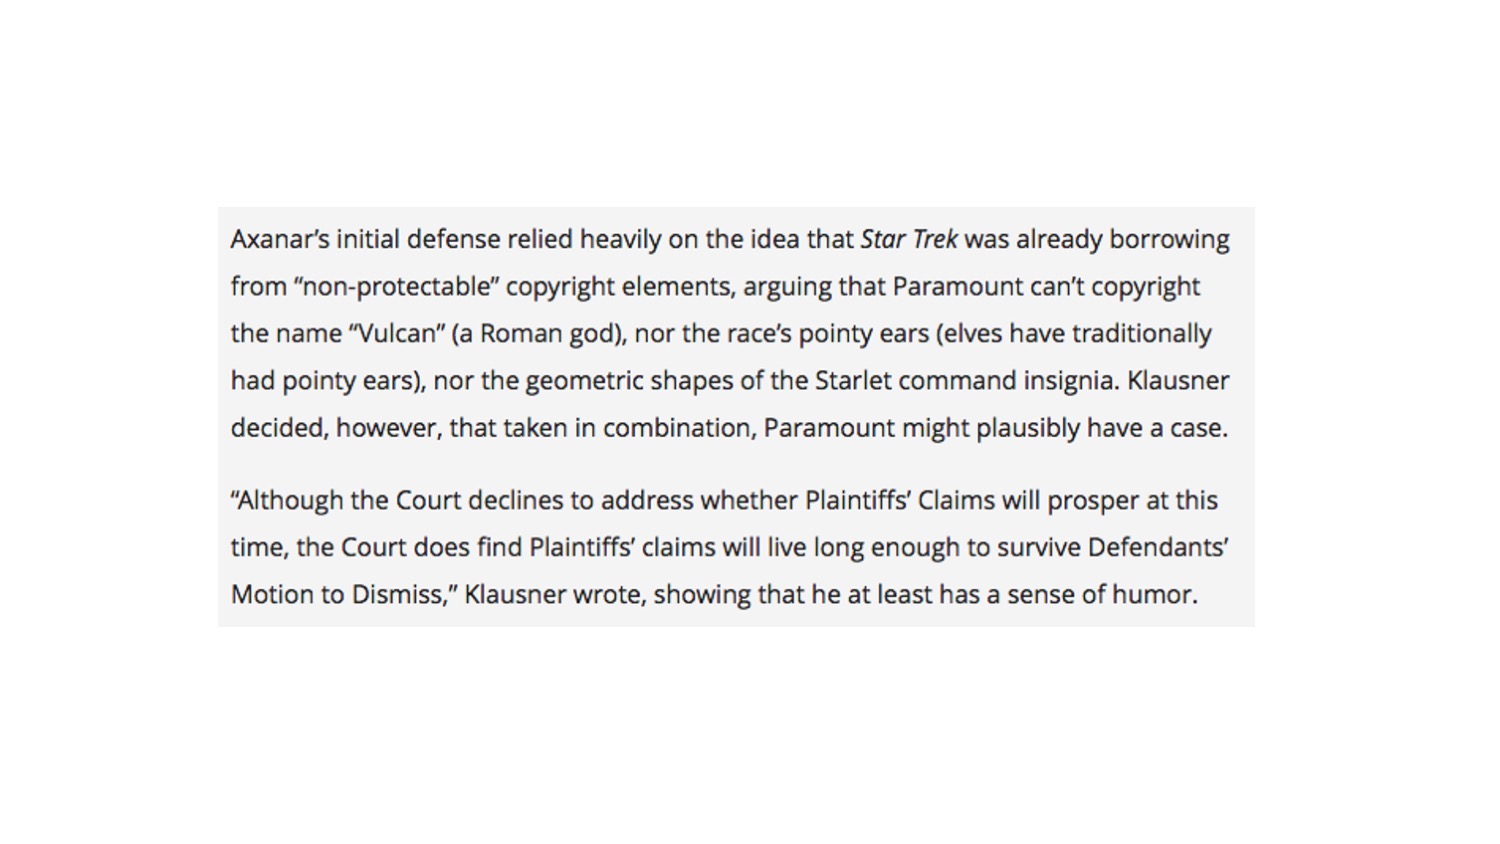 Axanar’s initial defense relied heavily on the idea that Star Trek was already borrowing
from “non-protectable” copyright elements, arguing that Paramount can’t copyright
the name “Vulcan” (a Roman god), nor the race’s pointy ears (elves have traditionally
had pointy ears), nor the geometric shapes of the Starlet command insignia. Klausner
decided, however, that taken in combination, Paramount might plausibly have a case.
“Although the Court declines to address whether Plaintiffs’ Claims will prosper at this
time, the Court does find Plaintiffs’ claims will live long enough to survive Defendants’
Motion to Dismiss,” Klausner wrote, showing that he at least has a sense of humor.